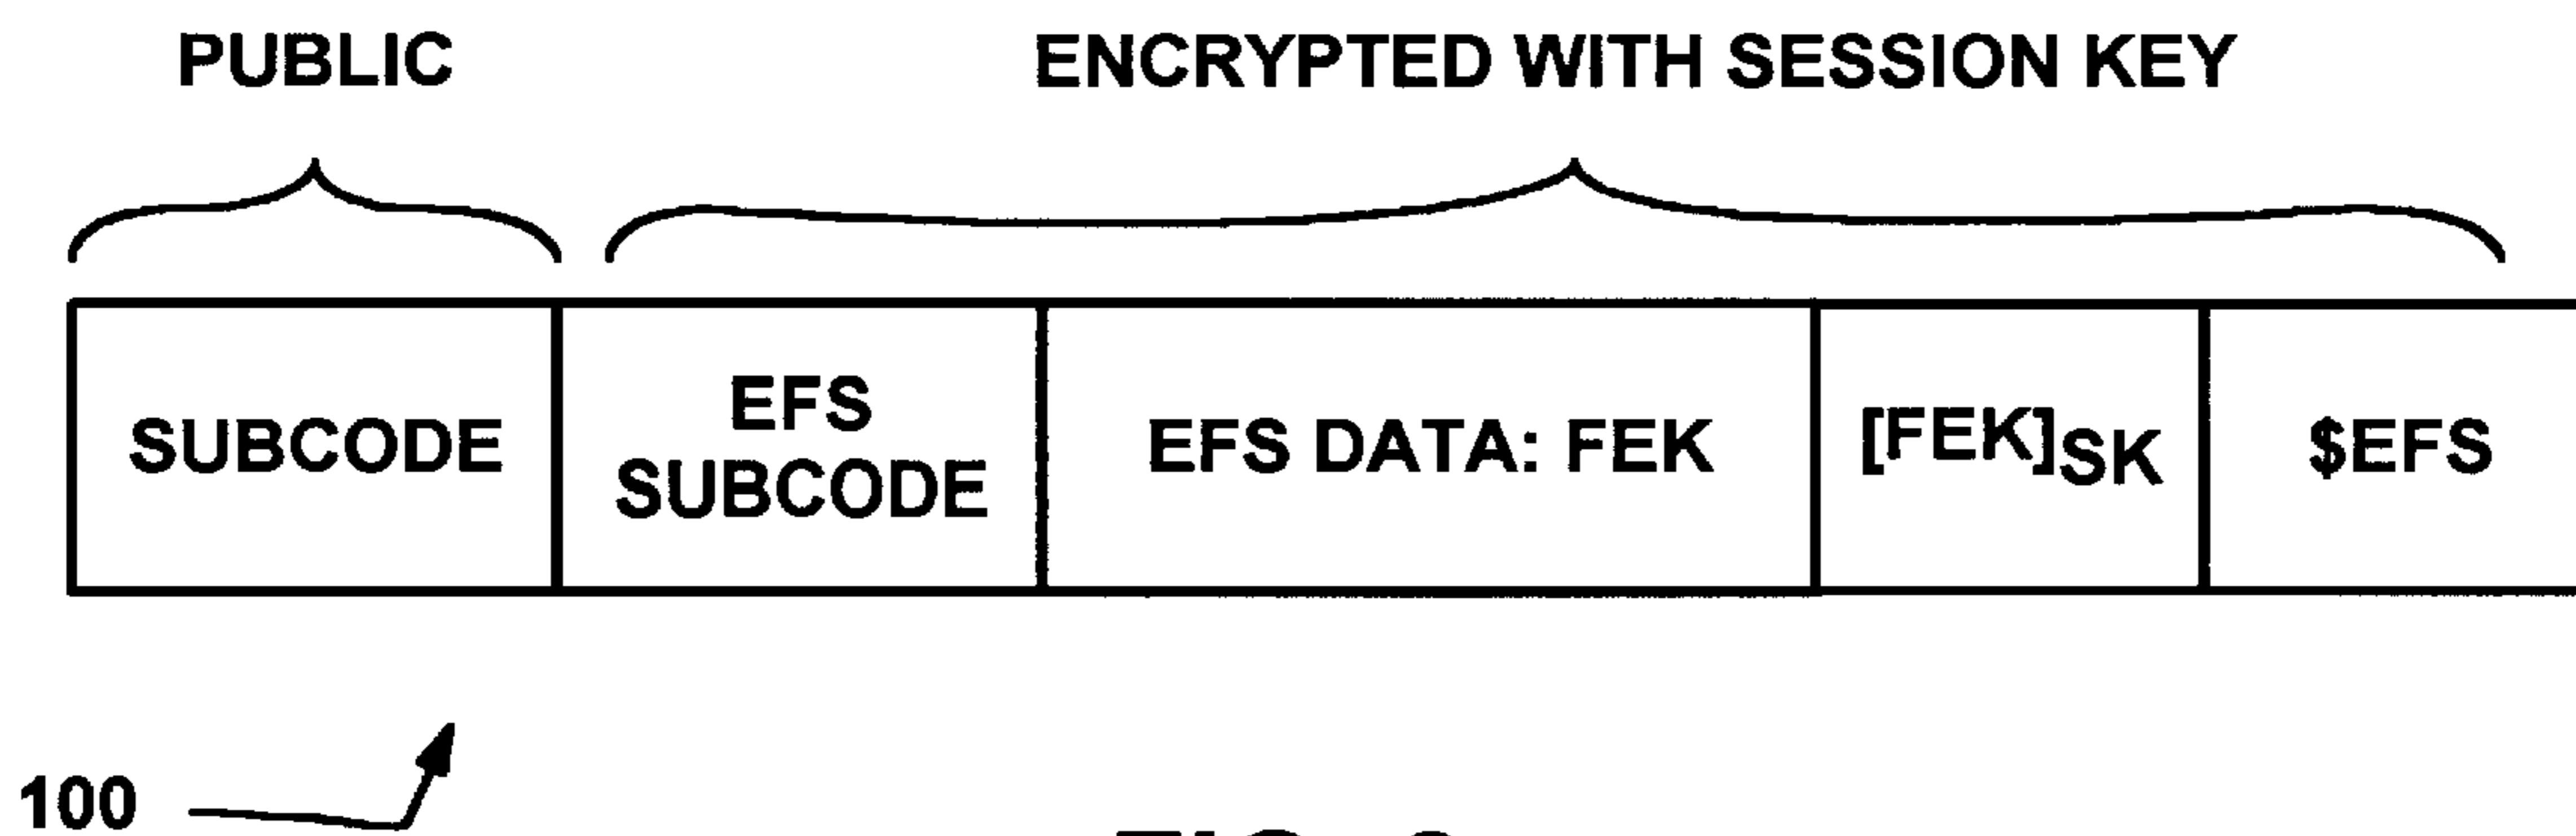 PUBLIC
ENCRYPTED WITH SESSION KEY
SUBCODE
EFS
SUBCODE
EFS DATA: FEK
[FEK]SK
$EFS
100